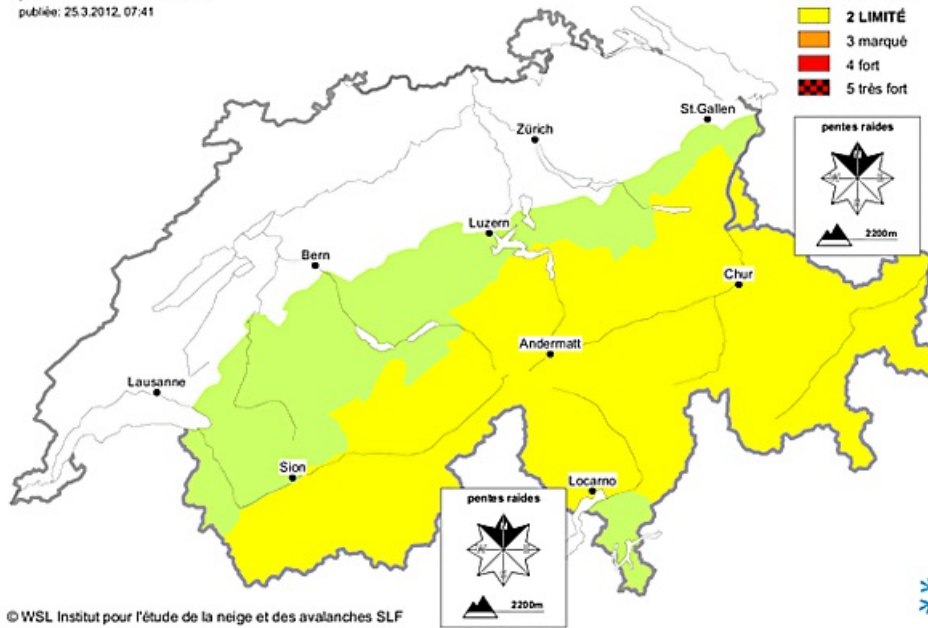 publiée: 25.3.2012, 07:41
2 LIMITÉ
3 marqué
4 fort
5 très fort
St.Gallen
Zürich
pentes raides
N
2200m
Luzern
Bern
Chur
Andermatt
Lausanne
Sion
Locarno
pentes raides
N
2200m
© WSL Institut pour l'étude de la neige et des avalanches SLF